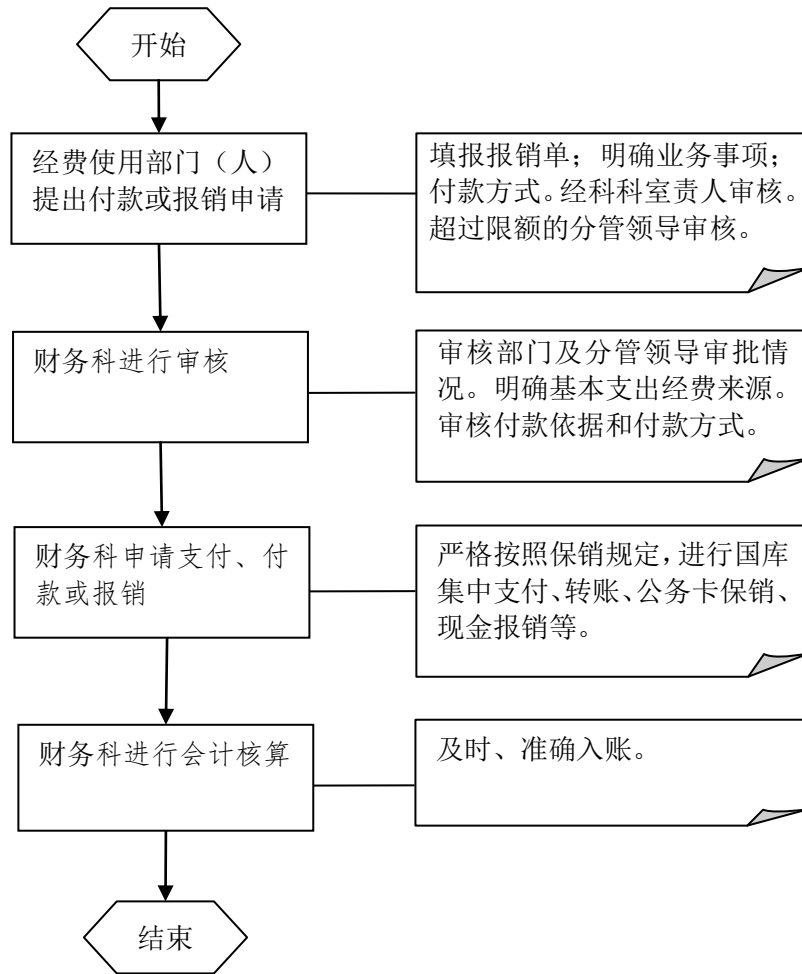 开始
经费使用部门（人）
提出付款或报销申请
填报报销单；明确业务事项；
付款方式。经科科室责人审核。
超过限额的分管领导审核。
财务科进行审核
审核部门及分管领导审批情
况。明确基本支出经费来源。
审核付款依据和付款方式。
财务科申请支付、付
款或报销
严格按照保销规定，进行国库
集中支付、转账、公务卡保销、
现金报销等。
财务科进行会计核算
及时、准确入账。
结束